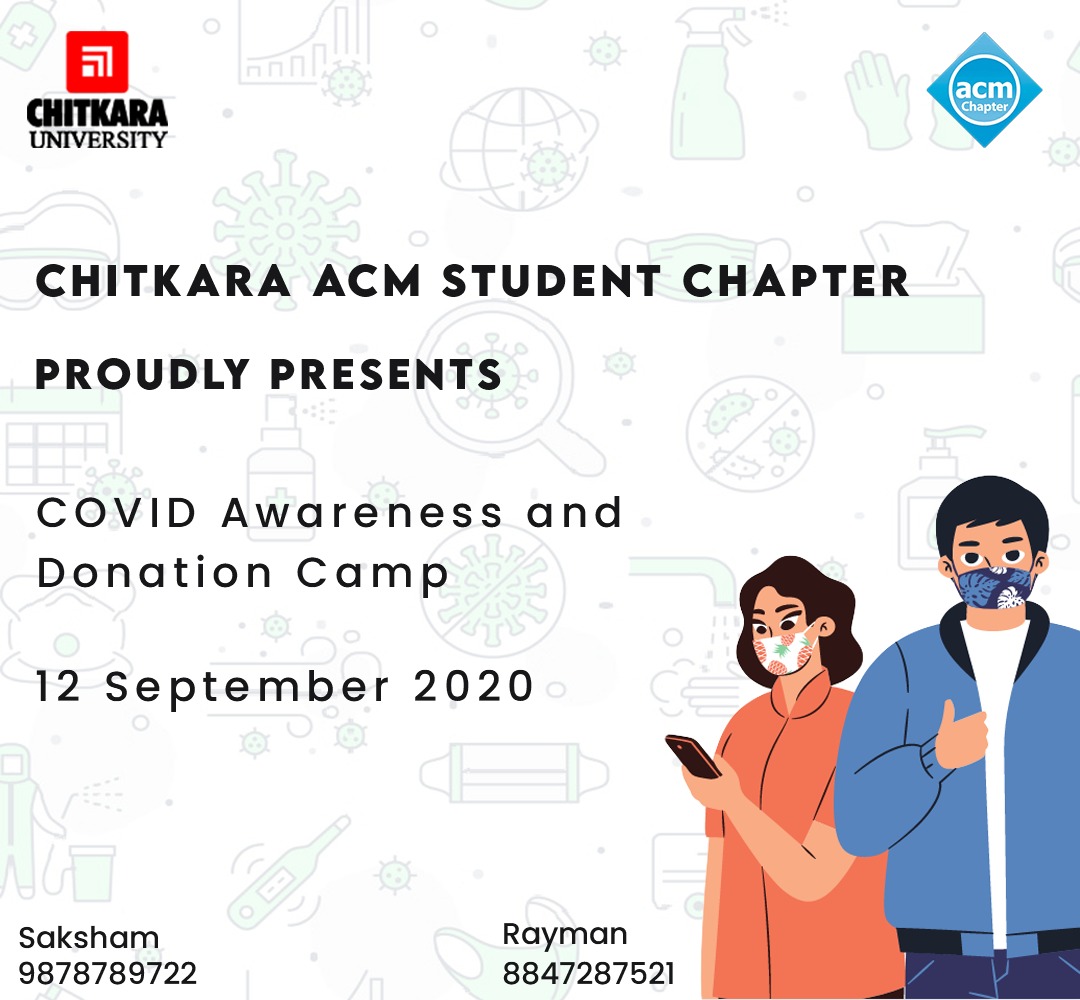 CHITKARA
UNIVERSITY
acm
Chapter
CHITKARA ACM STUDENT CHAPTER
PROUDLY PRESENTS
COVID Awareness and
Donation Camp
12 September 2020
Saksham
9878789722
Rayman
8847287521